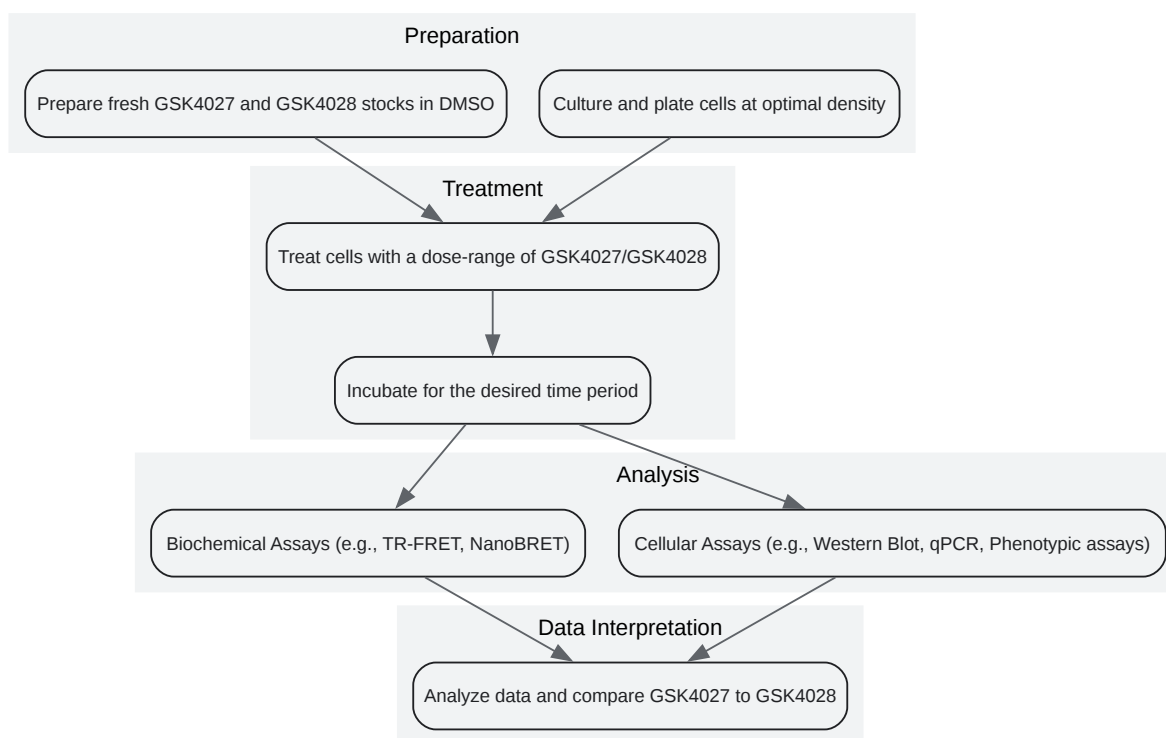 Preparation
Prepare fresh GSK4027 and GSK4028 stocks in DMSO
Culture and plate cells at optimal density
Treatment
Treat cells with a dose-range of GSK4027/GSK4028
Incubate for the desired time period
Analysis
Biochemical Assays (e.g., TR-FRET, NanoBRET)
Cellular Assays (e.g., Western Blot, qPCR, Phenotypic assays)
Data Interpretation
Analyze data and compare GSK4027 to GSK4028